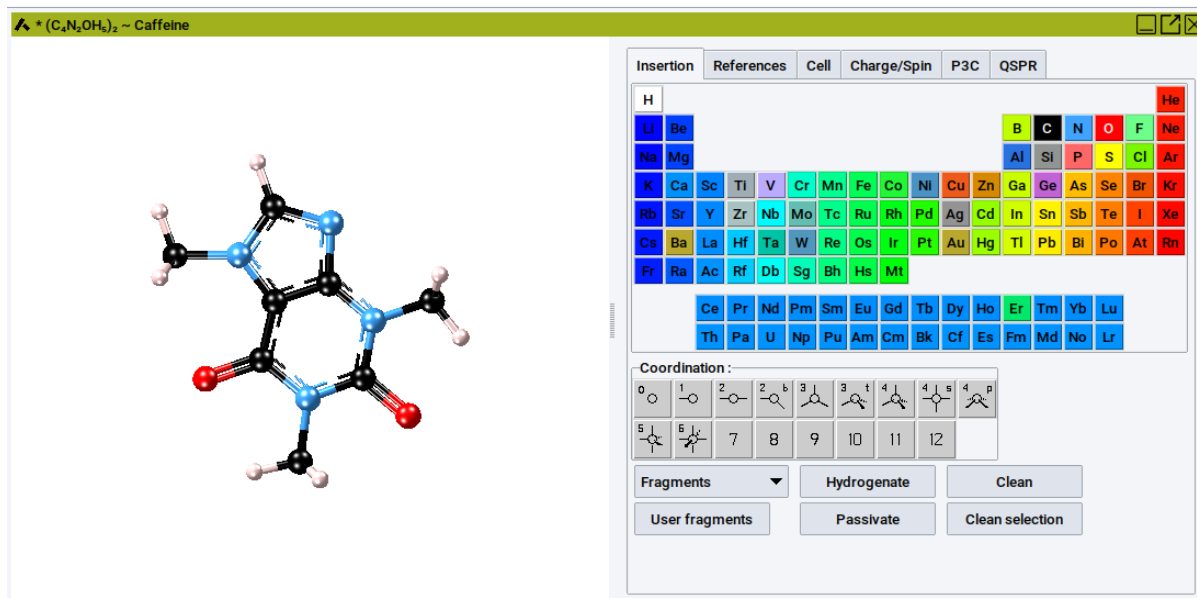 * (C₄N₂OH₅)₂ ~ Caffeine
Insertion References Cell Charge/Spin P3C QSPR
H He
Li Be B C N O F Ne
Na Mg Al Si P S Cl Ar
K Ca Sc Ti V Cr Mn Fe Co Ni Cu Zn Ga Ge As Se Br Kr
Rb Sr Y Zr Nb Mo Tc Ru Rh Pd Ag Cd In Sn Sb Te I Xe
Cs Ba La Hf Ta W Re Os Ir Pt Au Hg Tl Pb Bi Po At Rn
Fr Ra Ac Rf Db Sg Bh Hs Mt
Ce Pr Nd Pm Sm Eu Gd Tb Dy Ho Er Tm Yb Lu
Th Pa U Np Pu Am Cm Bk Cf Es Fm Md No Lr
Coordination :
0 1 2 2 b 3 3 t 4 4 s 4 p
5 6 7 8 9 10 11 12
Fragments Hydrogenate Clean
User fragments Passivate Clean selection